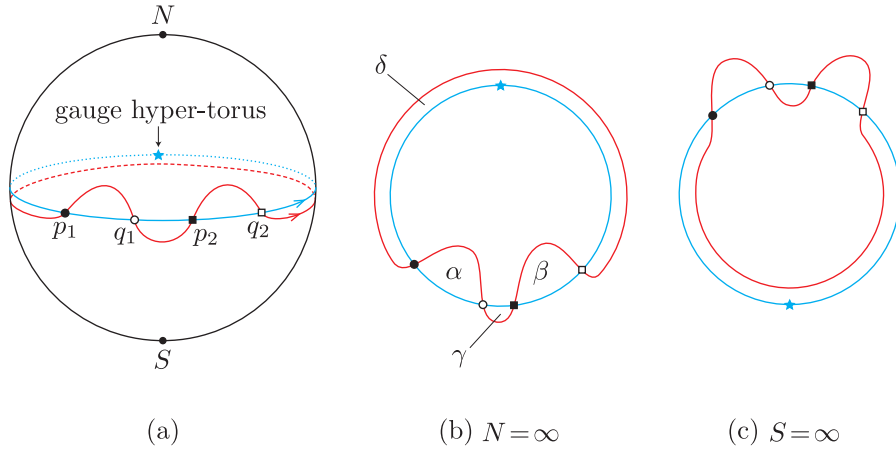 N
gauge hyper-torus
p₁ q₁ p₂ q₂
S
(a)
δ
α β
γ
(b) N=∞
(c) S=∞